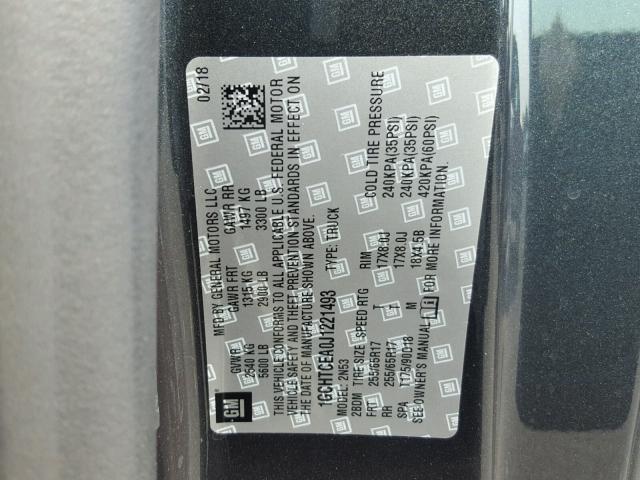 GM
MFD BY GENERAL MOTORS LLC
02/18
GVWR GAWR FRT GAWR RR
2540 KG 1315 KG 1497 KG
5600 LB 2900 LB 3300 LB
THIS VEHICLE CONFORMS TO ALL APPLICABLE U.S. FEDERAL MOTOR
VEHICLE SAFETY AND THEFT PREVENTION STANDARDS IN EFFECT ON
THE DATE OF MANUFACTURE SHOWN ABOVE.
1GCHTCEA0J1221493 TYPE: TRUCK
MODEL: 2N53
28DM TIRE SIZE SPEED RTG RIM COLD TIRE PRESSURE
FRT 255/65R17 T 17X8.0J 240KPA(35PSI)
RR 255/65R17 T 17X8.0J 240KPA(35PSI)
SPA T175/90D18 M 18X4.5B 420KPA(60PSI)
SEE OWNER'S MANUAL i FOR MORE INFORMATION.